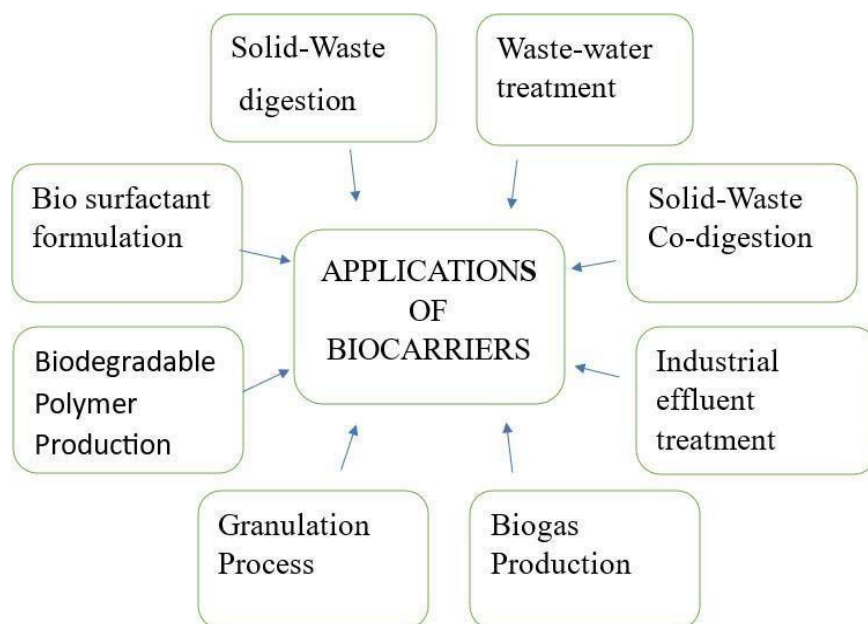 Solid-Waste
digestion
Waste-water
treatment
Bio surfactant
formulation
Solid-Waste
Co-digestion
APPLICATIONS
OF
BIOCARRIERS
Biodegradable
Polymer
Production
Industrial
effluent
treatment
Granulation
Process
Biogas
Production